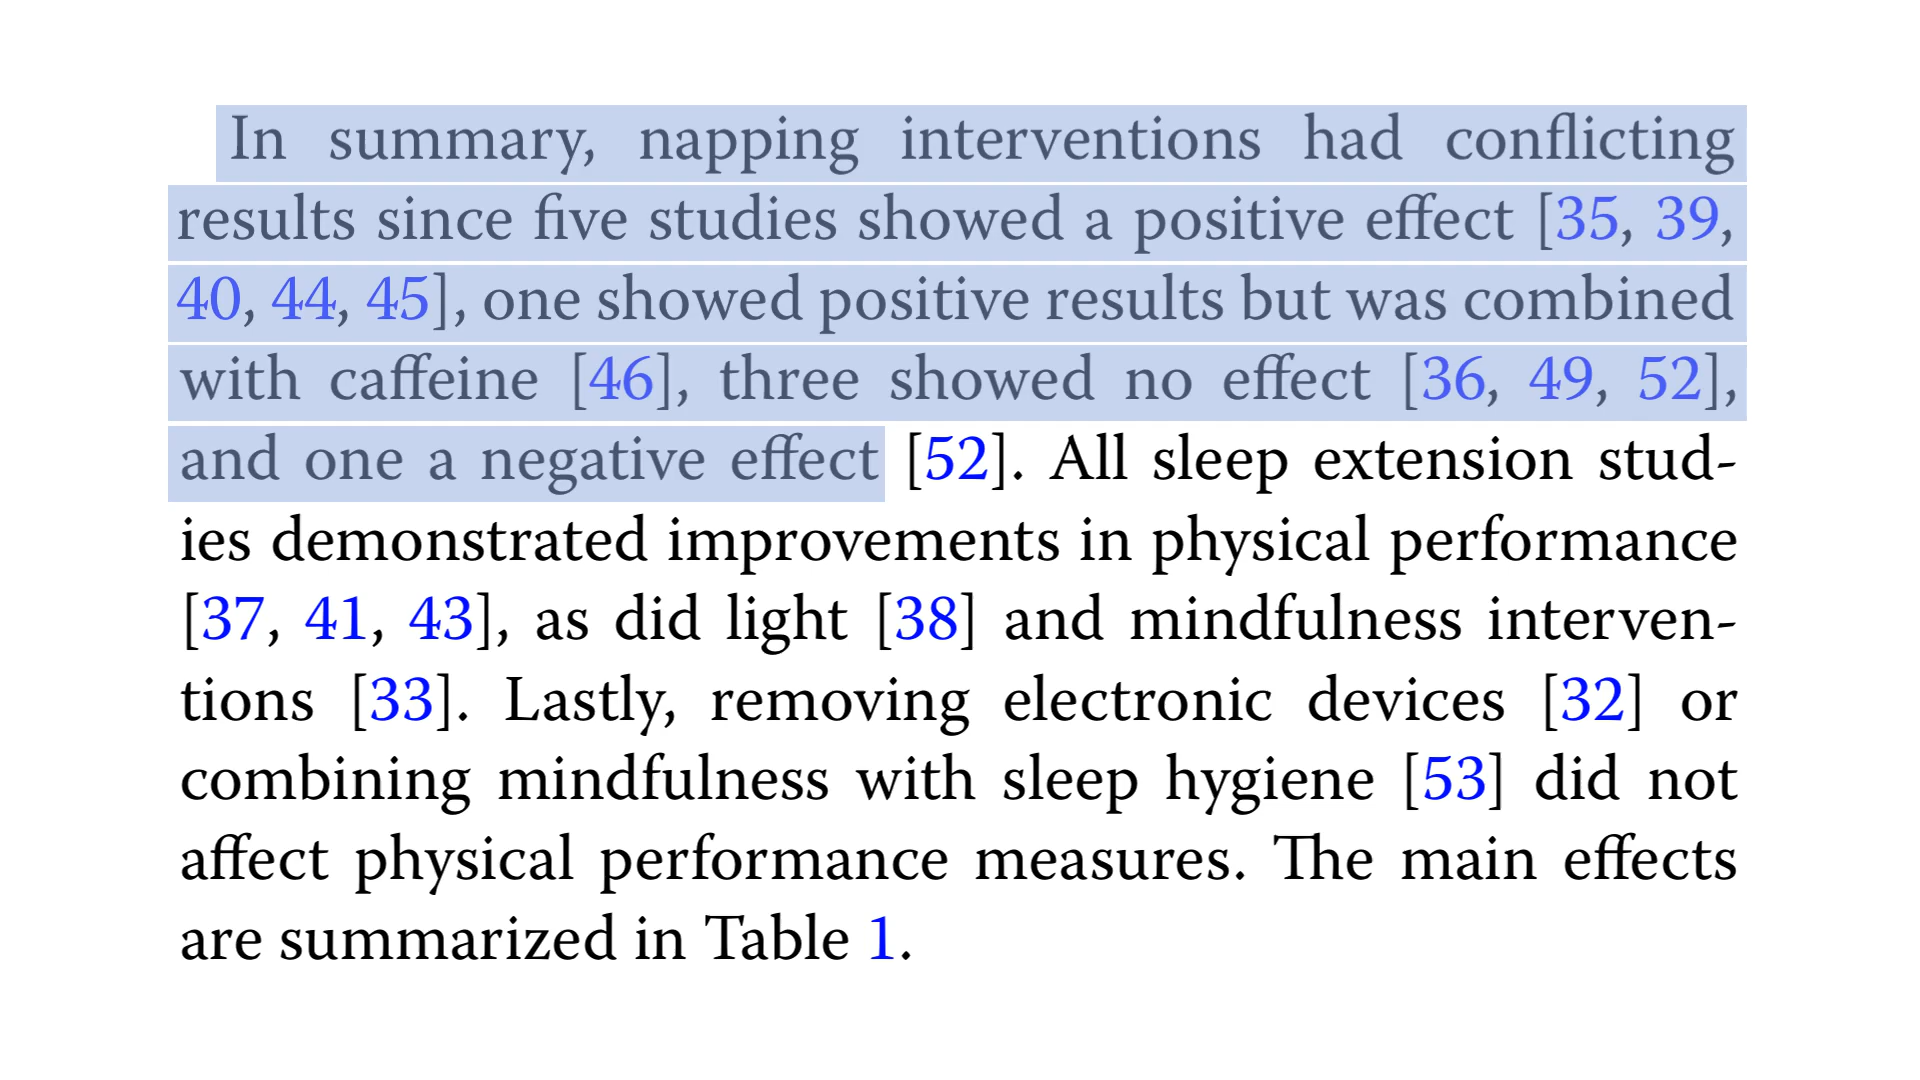 In summary, napping interventions had conflicting
results since five studies showed a positive effect [35, 39,
40, 44, 45], one showed positive results but was combined
with caffeine [46], three showed no effect [36, 49, 52],
and one a negative effect [52]. All sleep extension stud-
ies demonstrated improvements in physical performance
[37, 41, 43], as did light [38] and mindfulness interven-
tions [33]. Lastly, removing electronic devices [32] or
combining mindfulness with sleep hygiene [53] did not
affect physical performance measures. The main effects
are summarized in Table 1.